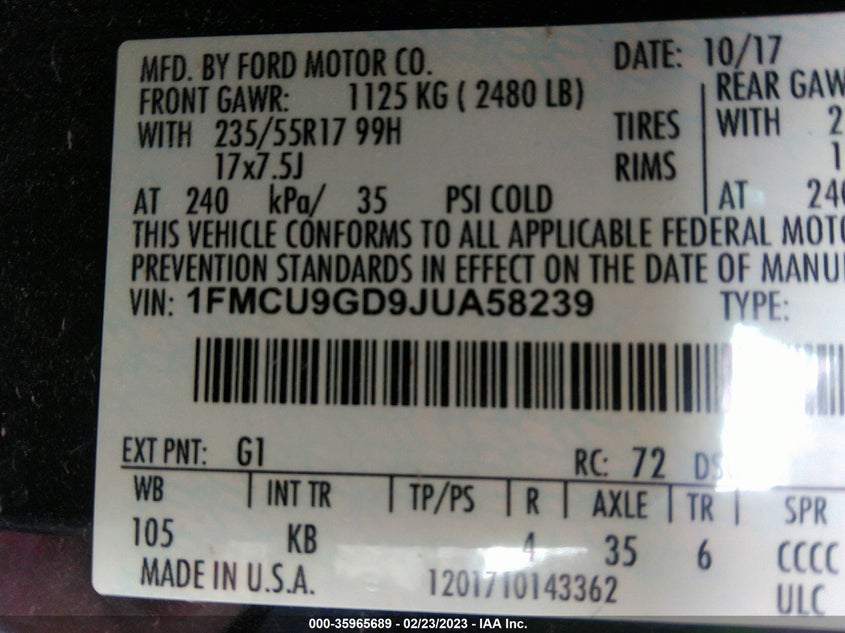 MFD. BY FORD MOTOR CO. DATE: 10/17
FRONT GAWR: 1125 KG ( 2480 LB) REAR GAW
WITH 235/55R17 99H TIRES WITH 2
17x7.5J RIMS 1
AT 240 kPa/ 35 PSI COLD AT 240
THIS VEHICLE CONFORMS TO ALL APPLICABLE FEDERAL MOTO
PREVENTION STANDARDS IN EFFECT ON THE DATE OF MANU
VIN: 1FMCU9GD9JUA58239 TYPE:
EXT PNT: G1 RC: 72 DS
WB INT TR TP/PS R AXLE TR SPR
105 KB 4 35 6 CCCC
MADE IN U.S.A. 1201710143362 ULC
000-35965689 - 02/23/2023 - IAA Inc.